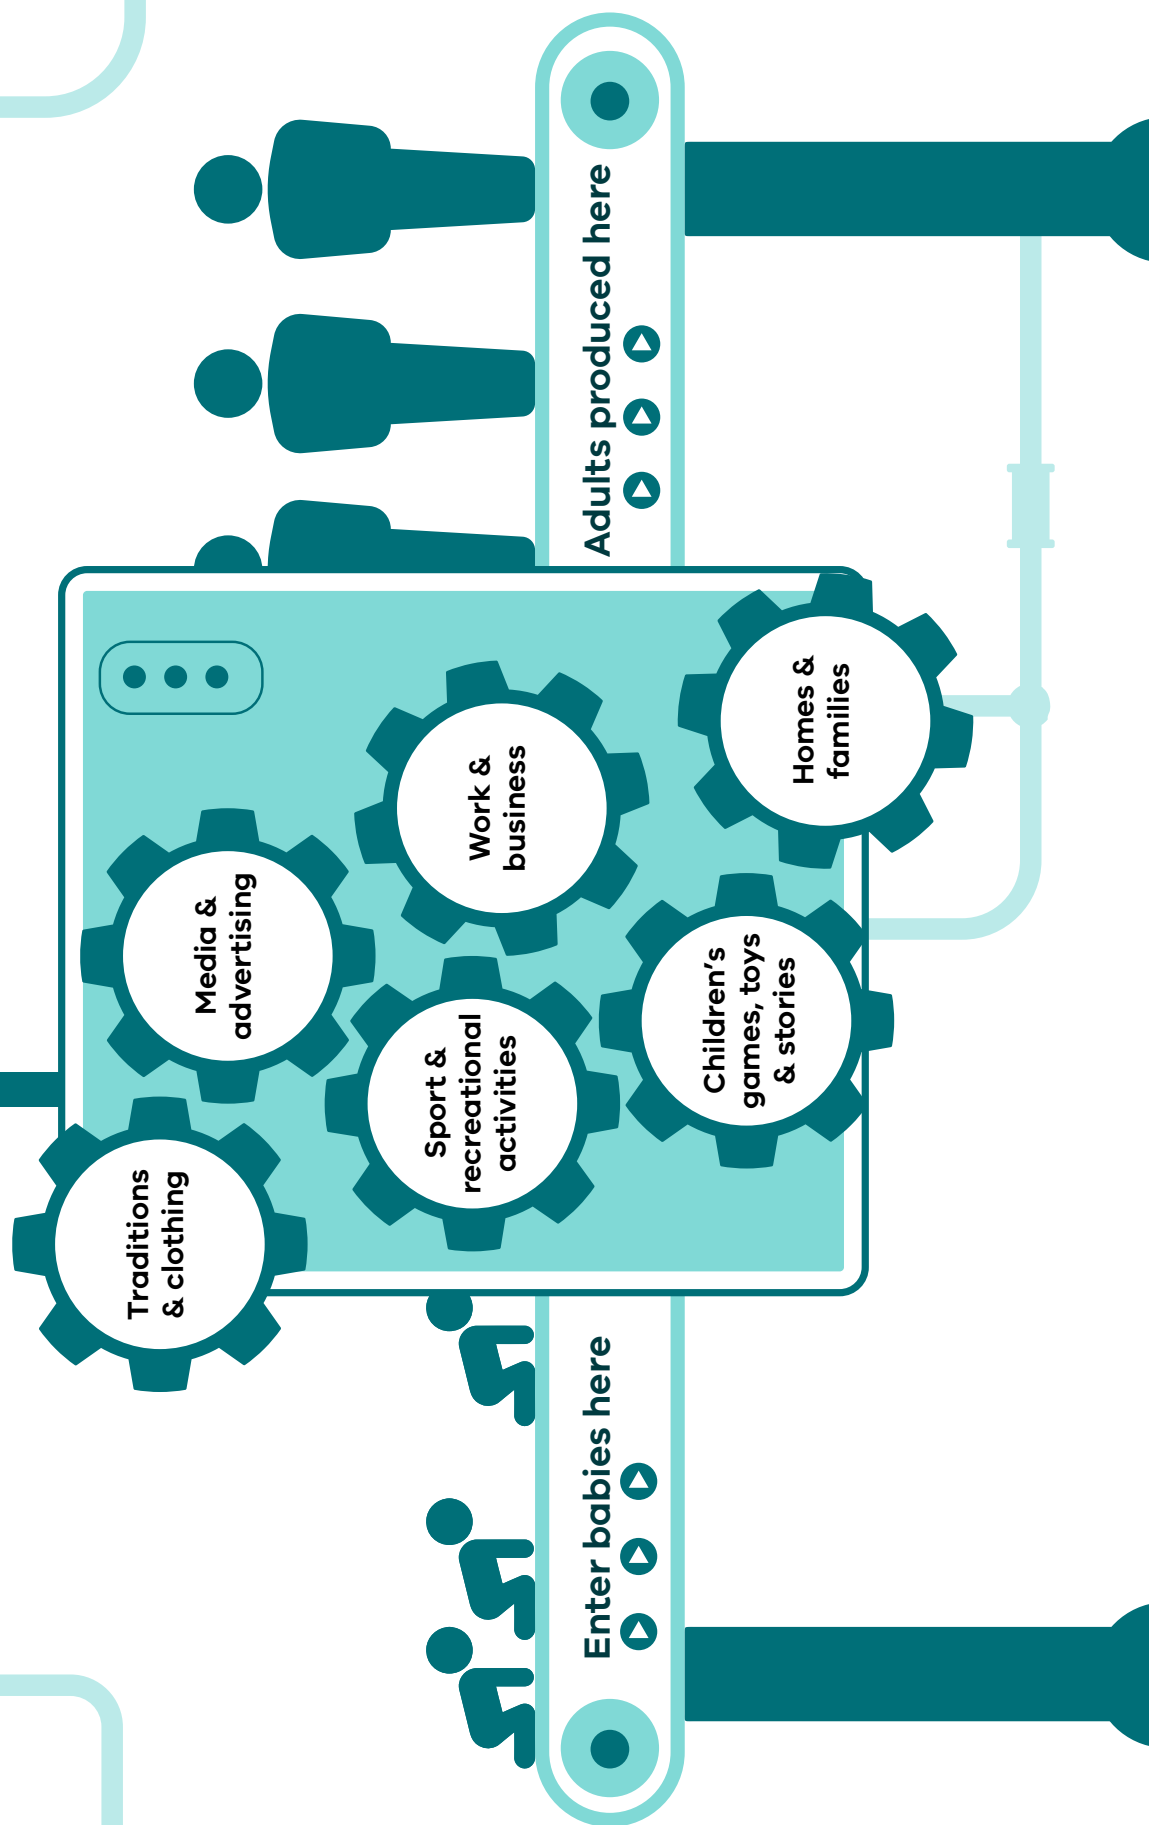 Enter babies here
Traditions
& clothing
Media &
advertising
Sport &
recreational
activities
Work &
business
Children’s
games, toys
& stories
Homes &
families
Adults produced here